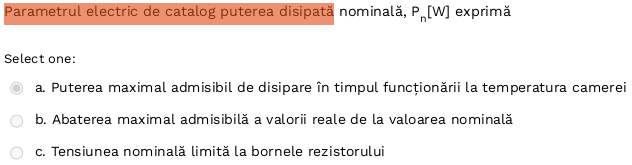 Parametrul electric de catalog puterea disipată nominală, Pn[W] exprimă
Select one:
a. Puterea maximal admisibil de disipare în timpul funcționării la temperatura camerei
b. Abaterea maximal admisibilă a valorii reale de la valoarea nominală
c. Tensiunea nominală limită la bornele rezistorului